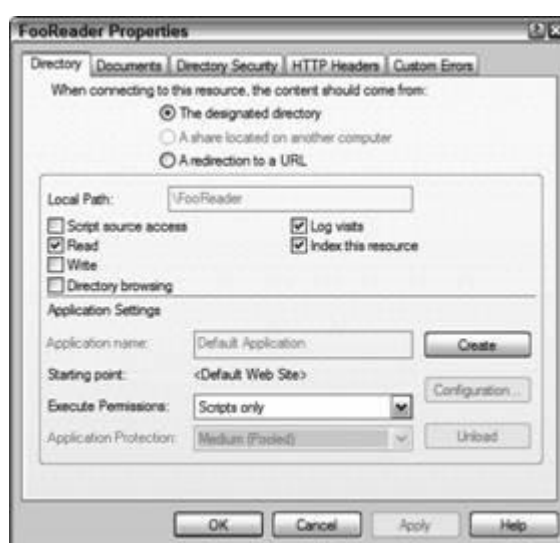 FooReader Properties
Directory Documents Directory Security HTTP Headers Custom Errors
When connecting to this resource, the content should come from:
The designated directory
A share located on another computer
A redirection to a URL
Local Path: \FooReader
Script source access Log visits
Read Index this resource
Write
Directory browsing
Application Settings
Application name: Default Application Create
Starting point: <Default Web Site> Configuration...
Execute Permissions: Scripts only
Application Protection: Medium (Pooled) Unload
OK Cancel Apply Help